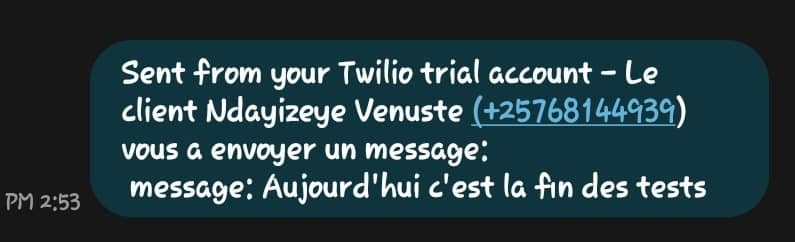 Sent from your Twilio trial account - Le
client Ndayizeye Venuste (+25768144939)
vous a envoyer un message:
message: Aujourd'hui c'est la fin des tests
PM 2:53